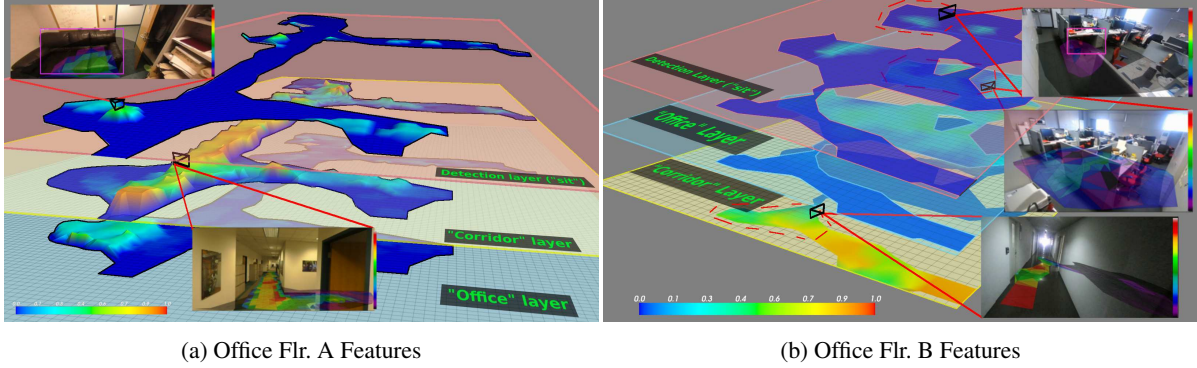 Detection layer ("sit")
"Corridor" layer
"Office" layer
Detection Layer ("sit")
"Office" Layer
"Corridor" Layer
0.0 0.1 0.3 0.4 0.6 0.7 0.9 1.0
(a) Office Flr. A Features
(b) Office Flr. B Features